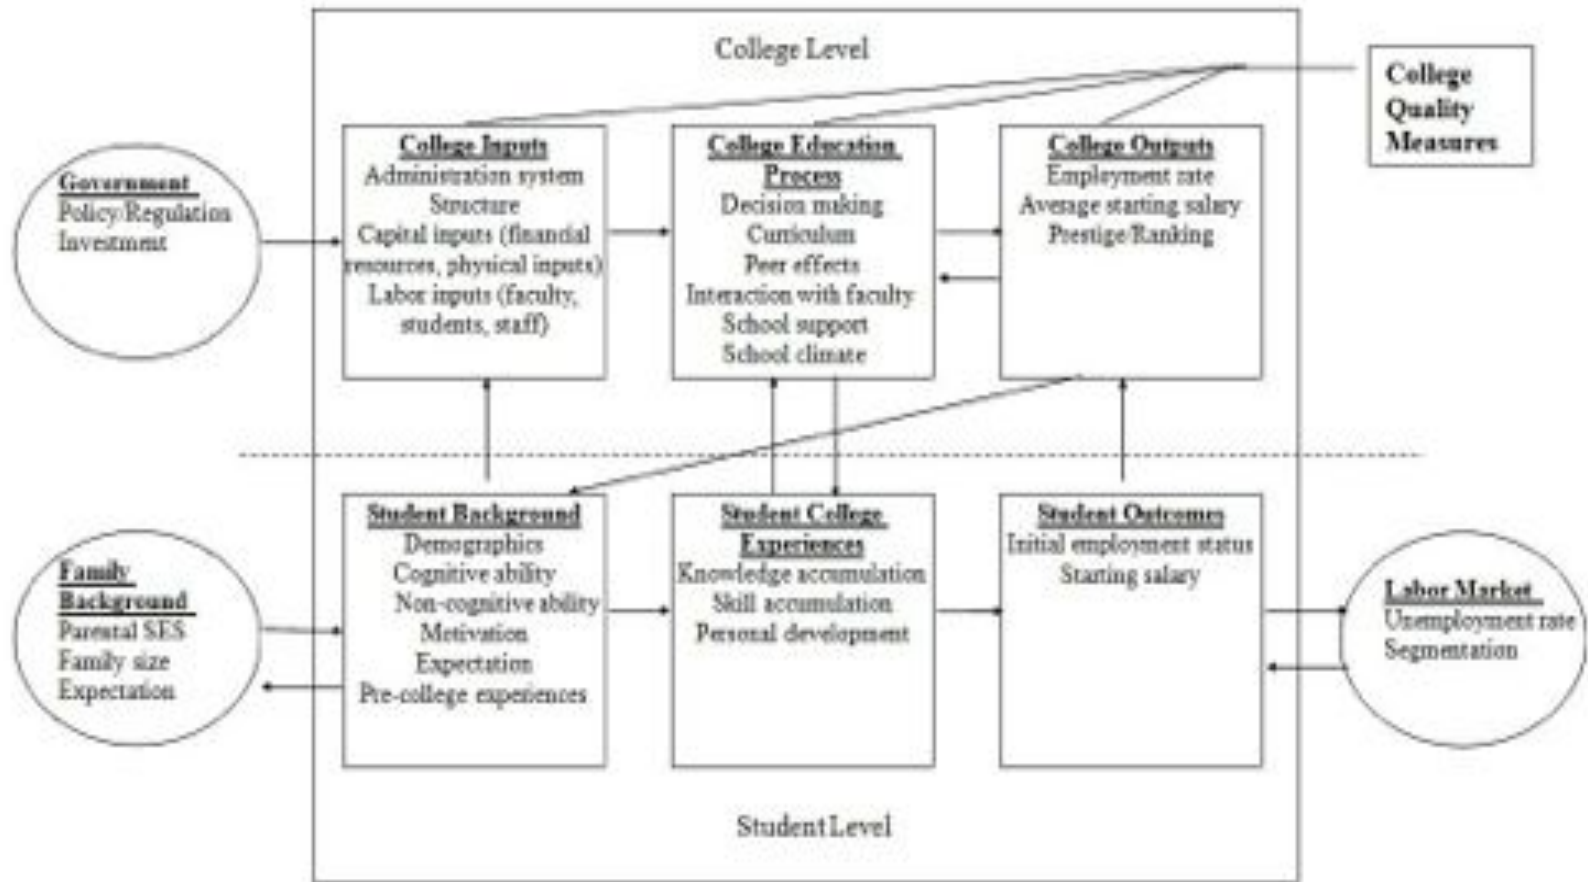 College Level
College
Quality
Measures
Government
Policy/Regulation
Investment
College Inputs
Administration system
Structure
Capital inputs (financial
resources, physical inputs)
Labor inputs (faculty,
students, staff)
College Education
Process
Decision making
Curriculum
Peer effects
Interaction with faculty
School support
School climate
College Outputs
Employment rate
Average starting salary
Prestige/Ranking
Family
Background
Parental SES
Family size
Expectation
Student Background
Demographics
Cognitive ability
Non-cognitive ability
Motivation
Expectation
Pre-college experiences
Student College
Experiences
Knowledge accumulation
Skill accumulation
Personal development
Student Outcomes
Initial employment status
Starting salary
Labor Market
Unemployment rate
Segmentation
Student Level